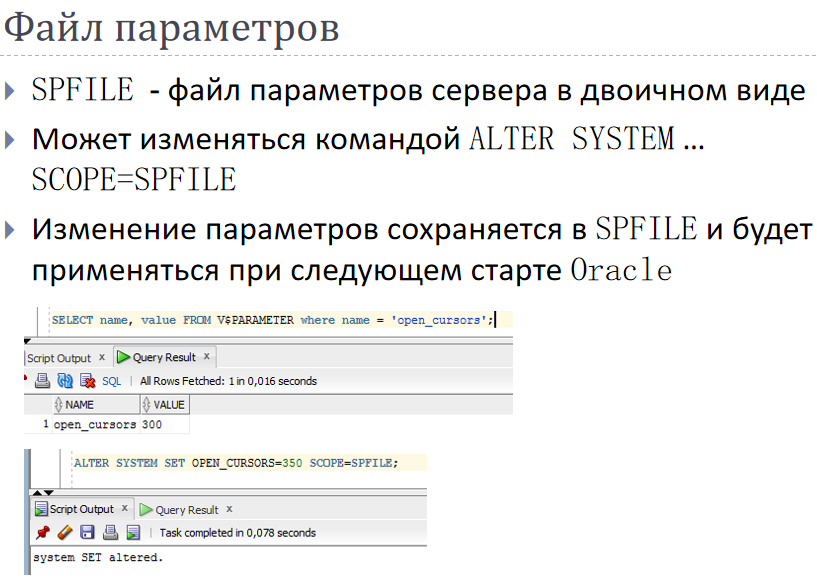 Файл параметров
SPFILE - файл параметров сервера в двоичном виде
Может изменяться командой ALTER SYSTEM …
SCOPE=SPFILE
Изменение параметров сохраняется в SPFILE и будет
применяться при следующем старте Oracle
SELECT name, value FROM V$PARAMETER where name = 'open_cursors';
Script Output x Query Result x
SQL | All Rows Fetched: 1 in 0,016 seconds
NAME VALUE
1 open_cursors 300
ALTER SYSTEM SET OPEN_CURSORS=350 SCOPE=SPFILE;
Script Output x Query Result x
| Task completed in 0,078 seconds
system SET altered.